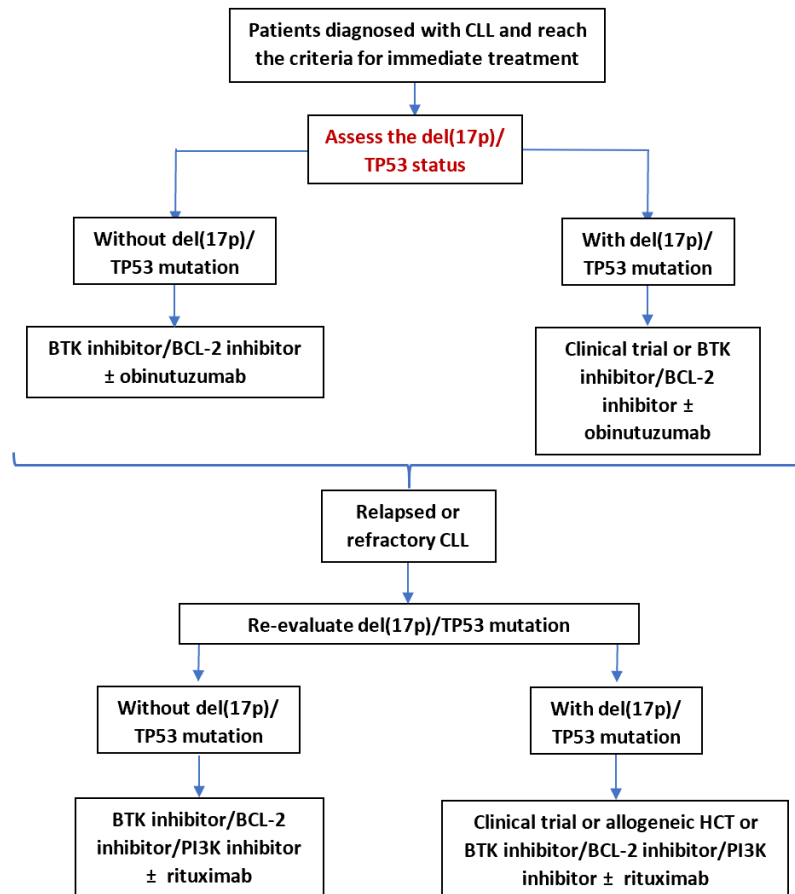 Patients diagnosed with CLL and reach
the criteria for immediate treatment
Assess the del(17p)/
TP53 status
Without del(17p)/
TP53 mutation
With del(17p)/
TP53 mutation
BTK inhibitor/BCL-2 inhibitor
± obinutuzumab
Clinical trial or BTK
inhibitor/BCL-2
inhibitor ±
obinutuzumab
Relapsed or
refractory CLL
Re-evaluate del(17p)/TP53 mutation
Without del(17p)/
TP53 mutation
With del(17p)/
TP53 mutation
BTK inhibitor/BCL-2
inhibitor/PI3K inhibitor
± rituximab
Clinical trial or allogeneic HCT or
BTK inhibitor/BCL-2 inhibitor/PI3K
inhibitor ± rituximab